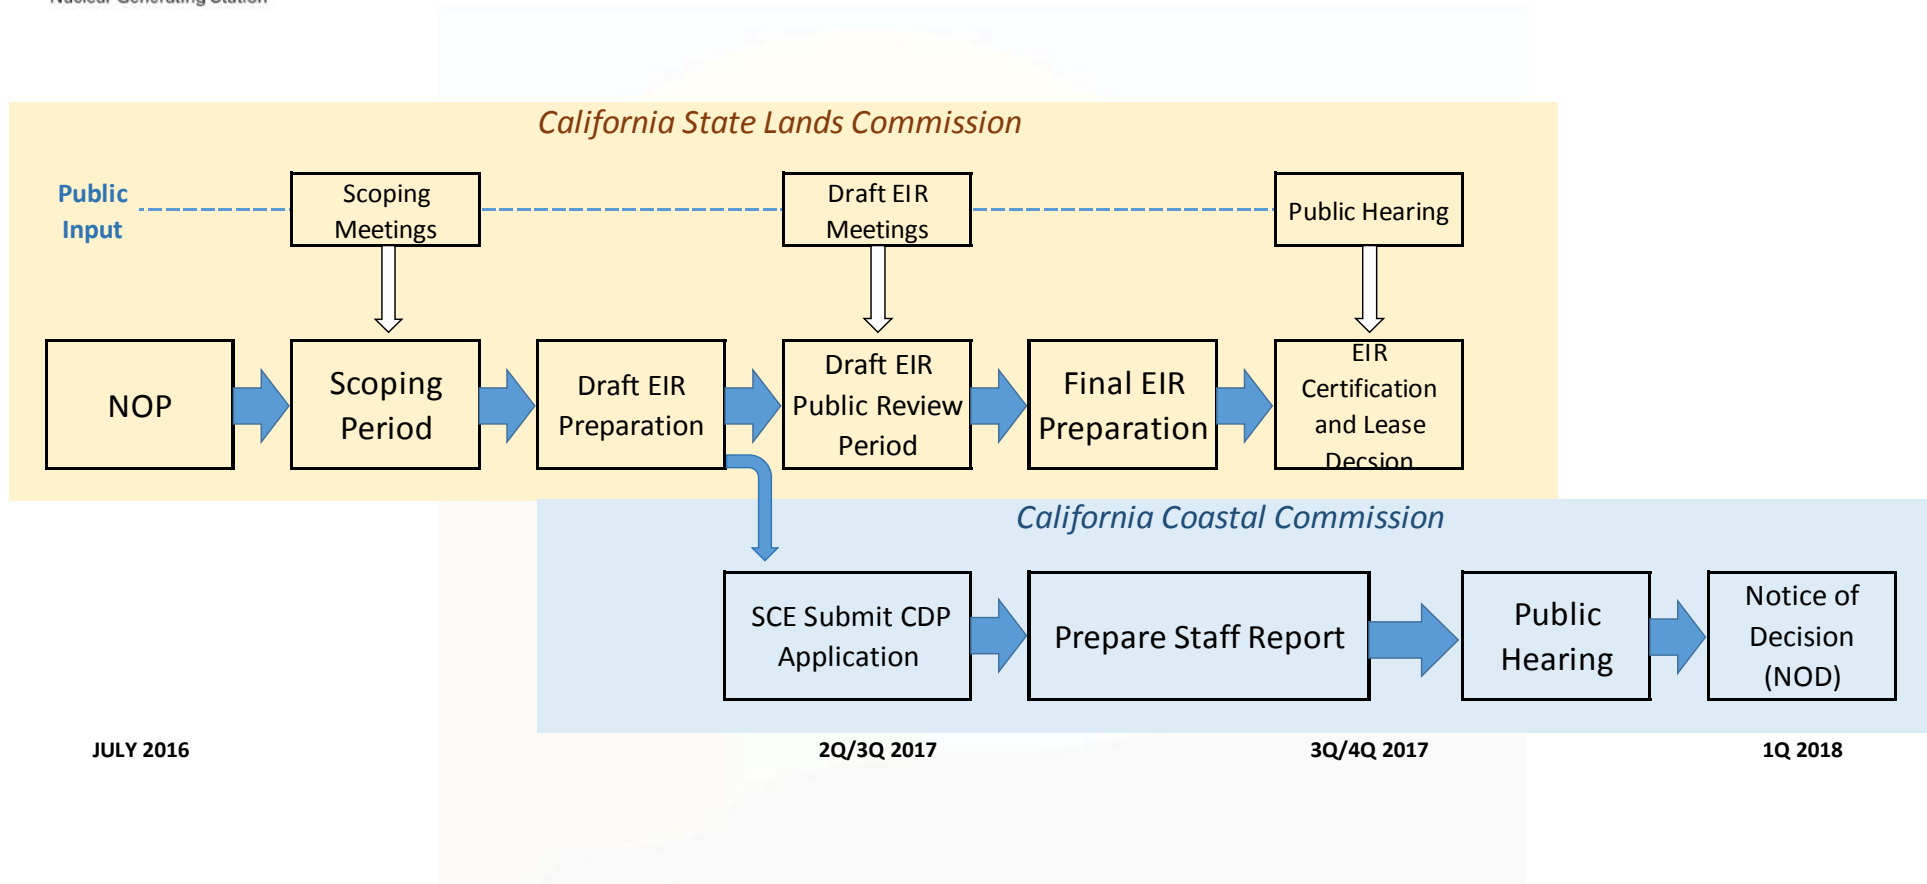 Nuclear Generating Station
California State Lands Commission
Public
Input
Scoping
Meetings
Draft EIR
Meetings
Public Hearing
NOP
Scoping
Period
Draft EIR
Preparation
Draft EIR
Public Review
Period
Final EIR
Preparation
EIR
Certification
and Lease
Decsion
California Coastal Commission
SCE Submit CDP
Application
Prepare Staff Report
Public
Hearing
Notice of
Decision
(NOD)
JULY 2016
2Q/3Q 2017
3Q/4Q 2017
1Q 2018